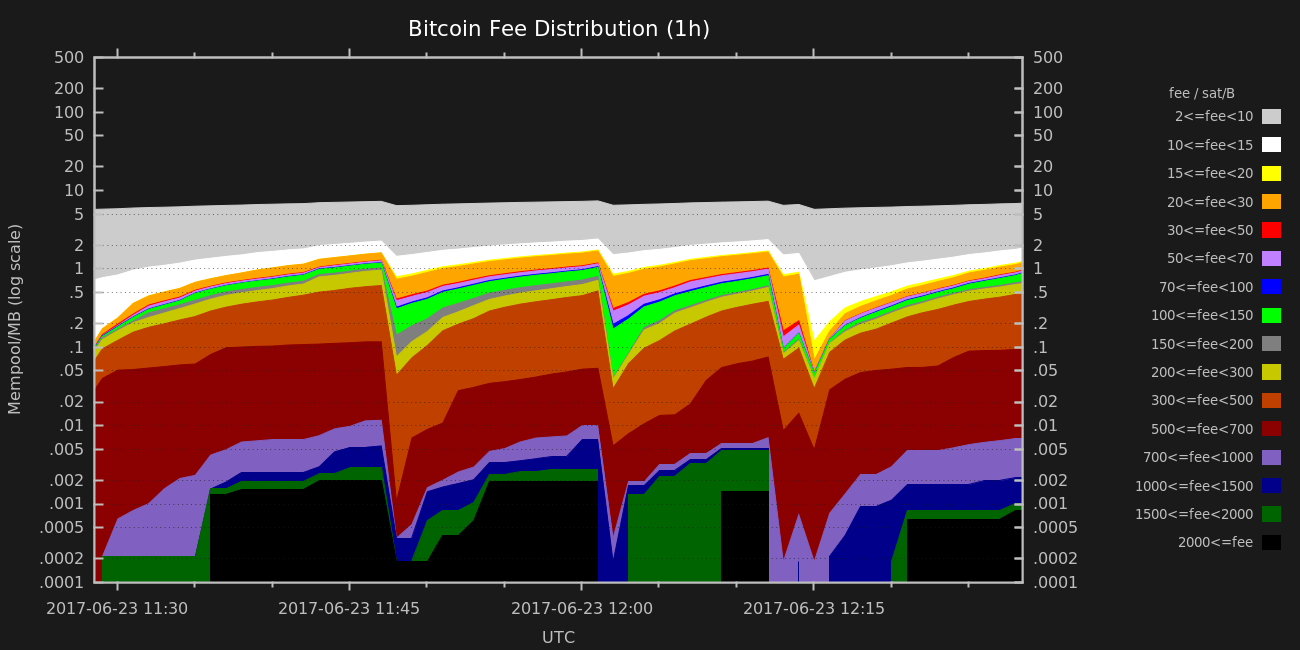 Bitcoin Fee Distribution (1h)
500
200
100
50
20
10
5
2
1
.5
.2
.1
.05
.02
.01
.005
.002
.001
.0005
.0002
.0001
Mempool/MB (log scale)
500
200
100
50
20
10
5
2
1
.5
.2
.1
.05
.02
.01
.005
.002
.001
.0005
.0002
.0001
2017-06-23 11:30
2017-06-23 11:45
2017-06-23 12:00
2017-06-23 12:15
UTC
fee / sat/B
2<=fee<10
10<=fee<15
15<=fee<20
20<=fee<30
30<=fee<50
50<=fee<70
70<=fee<100
100<=fee<150
150<=fee<200
200<=fee<300
300<=fee<500
500<=fee<700
700<=fee<1000
1000<=fee<1500
1500<=fee<2000
2000<=fee